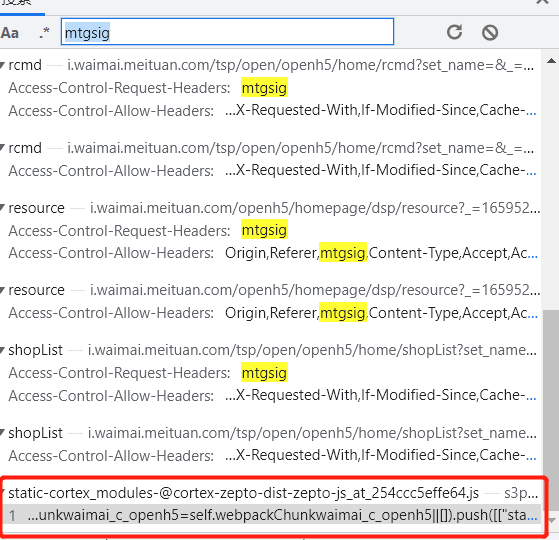 搜索
Aa .* mtgsig
rcmd — i.waimai.meituan.com/tsp/open/openh5/home/rcmd?set_name=&_=…
Access-Control-Request-Headers: mtgsig
Access-Control-Allow-Headers: …X-Requested-With,If-Modified-Since,Cache-…
rcmd — i.waimai.meituan.com/tsp/open/openh5/home/rcmd?set_name=&_=…
Access-Control-Allow-Headers: …X-Requested-With,If-Modified-Since,Cache-…
resource — i.waimai.meituan.com/openh5/homepage/dsp/resource?_=165952…
Access-Control-Request-Headers: mtgsig
Access-Control-Allow-Headers: Origin,Referer,mtgsig,Content-Type,Accept,Ac…
resource — i.waimai.meituan.com/openh5/homepage/dsp/resource?_=165952…
Access-Control-Allow-Headers: Origin,Referer,mtgsig,Content-Type,Accept,Ac…
shopList — i.waimai.meituan.com/tsp/open/openh5/home/shopList?set_name…
Access-Control-Request-Headers: mtgsig
Access-Control-Allow-Headers: …X-Requested-With,If-Modified-Since,Cache-…
shopList — i.waimai.meituan.com/tsp/open/openh5/home/shopList?set_name…
Access-Control-Allow-Headers: …X-Requested-With,If-Modified-Since,Cache-…
static-cortex_modules-@cortex-zepto-dist-zepto-js_at_254ccc5effe64.js — s3p…
1 …unkwaimai_c_openh5=self.webpackChunkwaimai_c_openh5||[]).push([["sta…